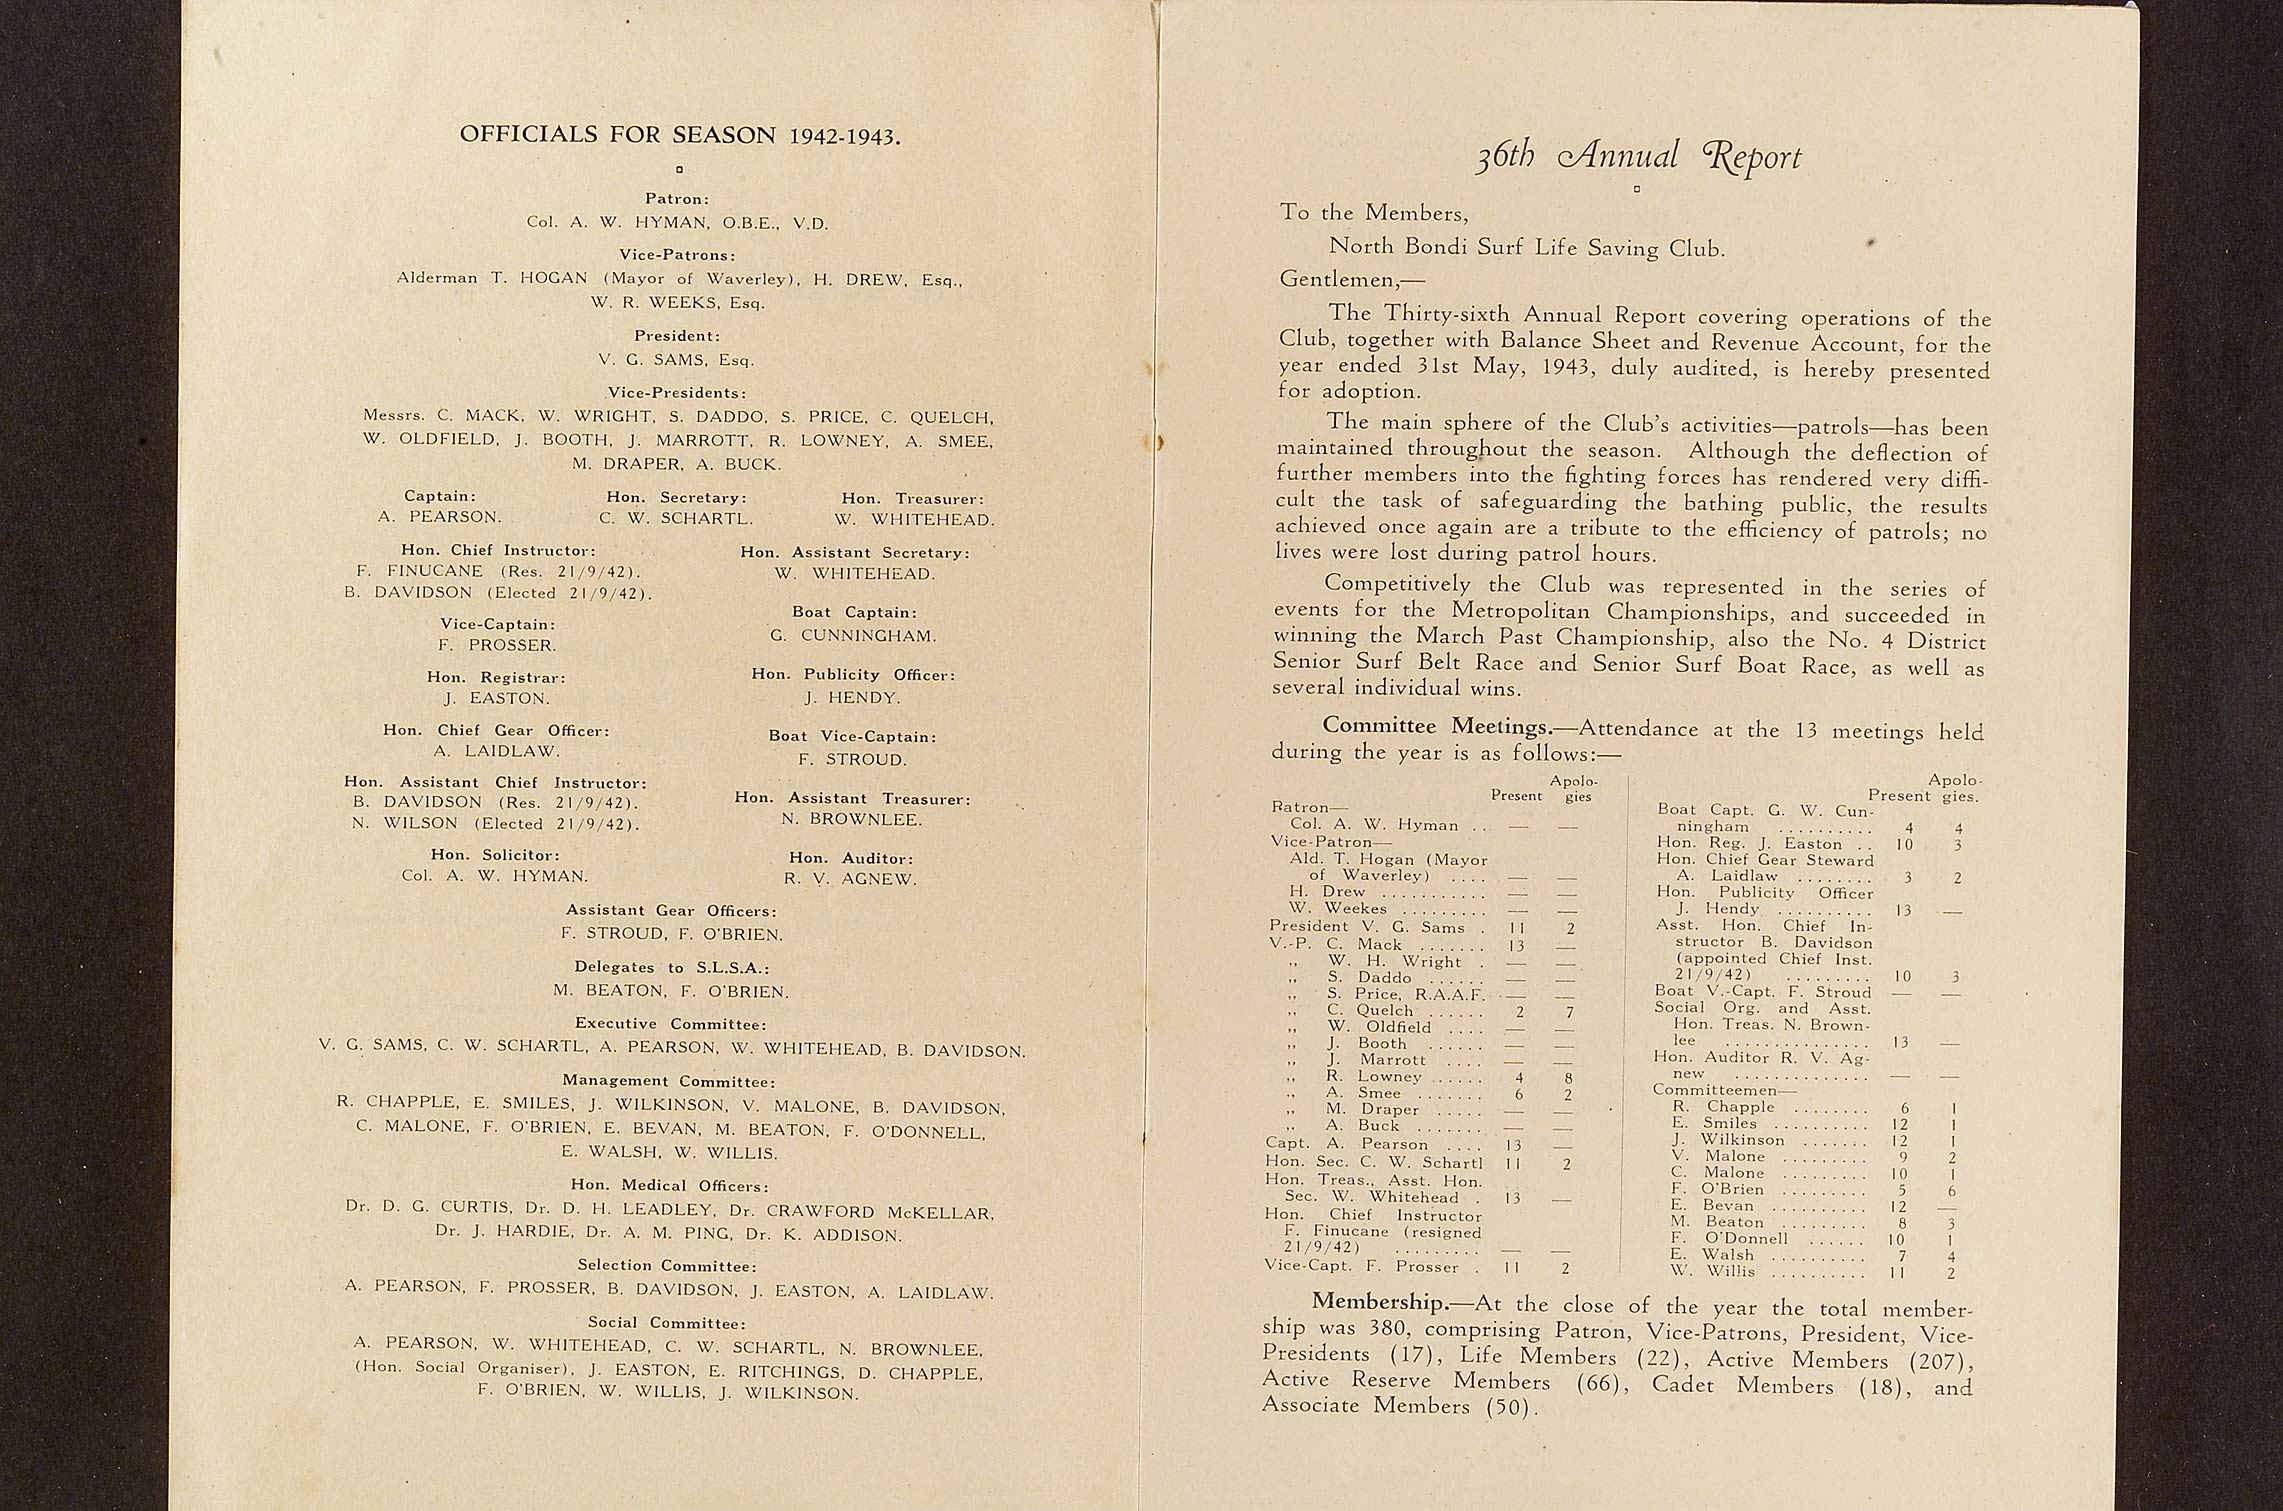 OFFICIALS FOR SEASON 1942-1943.
Patron:
Col. A. W. HYMAN, O.B.E., V.D.
Vice-Patrons:
Alderman T. HOGAN (Mayor of Waverley), H. DREW, Esq.,
W. R. WEEKS, Esq.
President:
V. G. SAMS, Esq.
Vice-Presidents:
Messrs. C. MACK, W. WRIGHT, S. DADDO, S. PRICE, C. QUELCH,
W. OLDFIELD, J. BOOTH, J. MARROTT, R. LOWNEY, A. SMEE,
M. DRAPER, A. BUCK.
Captain: Hon. Secretary: Hon. Treasurer:
A. PEARSON. C. W. SCHARTL. W. WHITEHEAD.
Hon. Chief Instructor:
F. FINUCANE (Res. 21/9/42).
B. DAVIDSON (Elected 21/9/42).
Vice-Captain:
F. PROSSER.
Hon. Registrar:
J. EASTON.
Hon. Chief Gear Officer:
A. LAIDLAW.
Hon. Assistant Chief Instructor:
B. DAVIDSON (Res. 21/9/42).
N. WILSON (Elected 21/9/42).
Hon. Solicitor:
Col. A. W. HYMAN.
Hon. Assistant Secretary:
W. WHITEHEAD.
Boat Captain:
G. CUNNINGHAM.
Hon. Publicity Officer:
J. HENDY.
Boat Vice-Captain:
F. STROUD.
Hon. Assistant Treasurer:
N. BROWNLEE.
Hon. Auditor:
R. V. AGNEW.
Assistant Gear Officers:
F. STROUD, F. O'BRIEN.
Delegates to S.L.S.A.:
M. BEATON, F. O'BRIEN.
Executive Committee:
V. G. SAMS, C. W. SCHARTL, A. PEARSON, W. WHITEHEAD, B. DAVIDSON.
Management Committee:
R. CHAPPLE, E. SMILES, J. WILKINSON, V. MALONE, B. DAVIDSON,
C. MALONE, F. O'BRIEN, E. BEVAN, M. BEATON, F. O'DONNELL,
E. WALSH, W. WILLIS.
Hon. Medical Officers:
Dr. D. G. CURTIS, Dr. D. H. LEADLEY, Dr. CRAWFORD McKELLAR,
Dr. J. HARDIE, Dr. A. M. PING, Dr. K. ADDISON.
Selection Committee:
A. PEARSON, F. PROSSER, B. DAVIDSON, J. EASTON, A. LAIDLAW.
Social Committee:
A. PEARSON, W. WHITEHEAD, C. W. SCHARTL, N. BROWNLEE,
(Hon. Social Organiser), J. EASTON, E. RITCHINGS, D. CHAPPLE,
F. O'BRIEN, W. WILLIS, J. WILKINSON.
36th Annual Report
To the Members,
North Bondi Surf Life Saving Club.
Gentlemen,—
The Thirty-sixth Annual Report covering operations of the
Club, together with Balance Sheet and Revenue Account, for the
year ended 31st May, 1943, duly audited, is hereby presented
for adoption.
The main sphere of the Club's activities—patrols—has been
maintained throughout the season. Although the deflection of
further members into the fighting forces has rendered very diffi-
cult the task of safeguarding the bathing public, the results
achieved once again are a tribute to the efficiency of patrols; no
lives were lost during patrol hours.
Competitively the Club was represented in the series of
events for the Metropolitan Championships, and succeeded in
winning the March Past Championship, also the No. 4 District
Senior Surf Belt Race and Senior Surf Boat Race, as well as
several individual wins.
Committee Meetings.—Attendance at the 13 meetings held
during the year is as follows:—
Apolo-
Present gies
Patron—
Col. A. W. Hyman .. — —
Vice-Patron—
Ald. T. Hogan (Mayor
of Waverley) .... — —
H. Drew ........... — —
W. Weekes ......... — —
President V. G. Sams . 11 2
V.-P. C. Mack ....... 13 —
,, W. H. Wright . — —
,, S. Daddo ...... — —
,, S. Price, R.A.A.F. — —
,, C. Quelch ...... 2 7
,, W. Oldfield .... — —
,, J. Booth ...... — —
,, J. Marrott .... — —
,, R. Lowney ..... 4 8
,, A. Smee ....... 6 2
,, M. Draper ..... — —
,, A. Buck ....... — —
Capt. A. Pearson .... 13 —
Hon. Sec. C. W. Schartl 11 2
Hon. Treas., Asst. Hon.
Sec. W. Whitehead . 13 —
Hon. Chief Instructor
F. Finucane (resigned
21/9/42) ......... — —
Vice-Capt. F. Prosser . 11 2
Apolo-
Present gies.
Boat Capt. G. W. Cun-
ningham .......... 4 4
Hon. Reg. J. Easton .. 10 3
Hon. Chief Gear Steward
A. Laidlaw ........ 3 2
Hon. Publicity Officer
J. Hendy .......... 13 —
Asst. Hon. Chief In-
structor B. Davidson
(appointed Chief Inst.
21/9/42) ......... 10 3
Boat V.-Capt. F. Stroud — —
Social Org. and Asst.
Hon. Treas. N. Brown-
lee ............... 13 —
Hon. Auditor R. V. Ag-
new .............. — —
Committeemen—
R. Chapple ........ 6 1
E. Smiles .......... 12 1
J. Wilkinson ....... 12 1
V. Malone ......... 9 2
C. Malone ......... 10 1
F. O'Brien ......... 5 6
E. Bevan .......... 12 —
M. Beaton ......... 8 3
F. O'Donnell ...... 10 1
E. Walsh .......... 7 4
W. Willis .......... 11 2
Membership.—At the close of the year the total member-
ship was 380, comprising Patron, Vice-Patrons, President, Vice-
Presidents (17), Life Members (22), Active Members (207),
Active Reserve Members (66), Cadet Members (18), and
Associate Members (50).